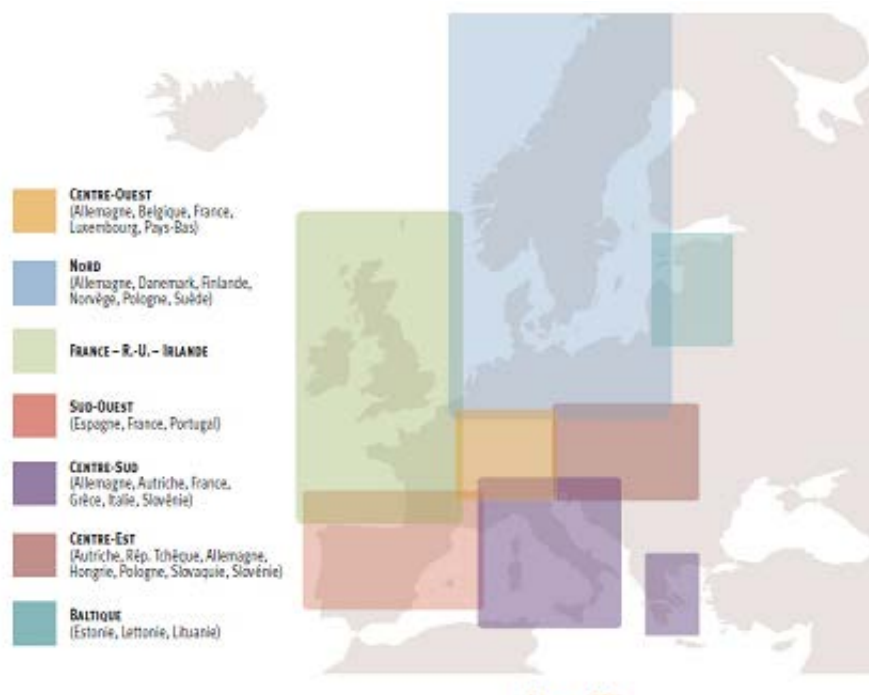 CENTRE-OUEST
(Allemagne, Belgique, France,
Luxembourg, Pays-Bas)
NORD
(Allemagne, Danemark, Finlande,
Norvège, Pologne, Suède)
FRANCE – R.-U. – IRLANDE
SUD-OUEST
(Espagne, France, Portugal)
CENTRE-SUD
(Allemagne, Autriche, France,
Grèce, Italie, Slovénie)
CENTRE-EST
(Autriche, Rép. Tchèque, Allemagne,
Hongrie, Pologne, Slovaquie, Slovénie)
BALTIQUE
(Estonie, Lettonie, Lituanie)